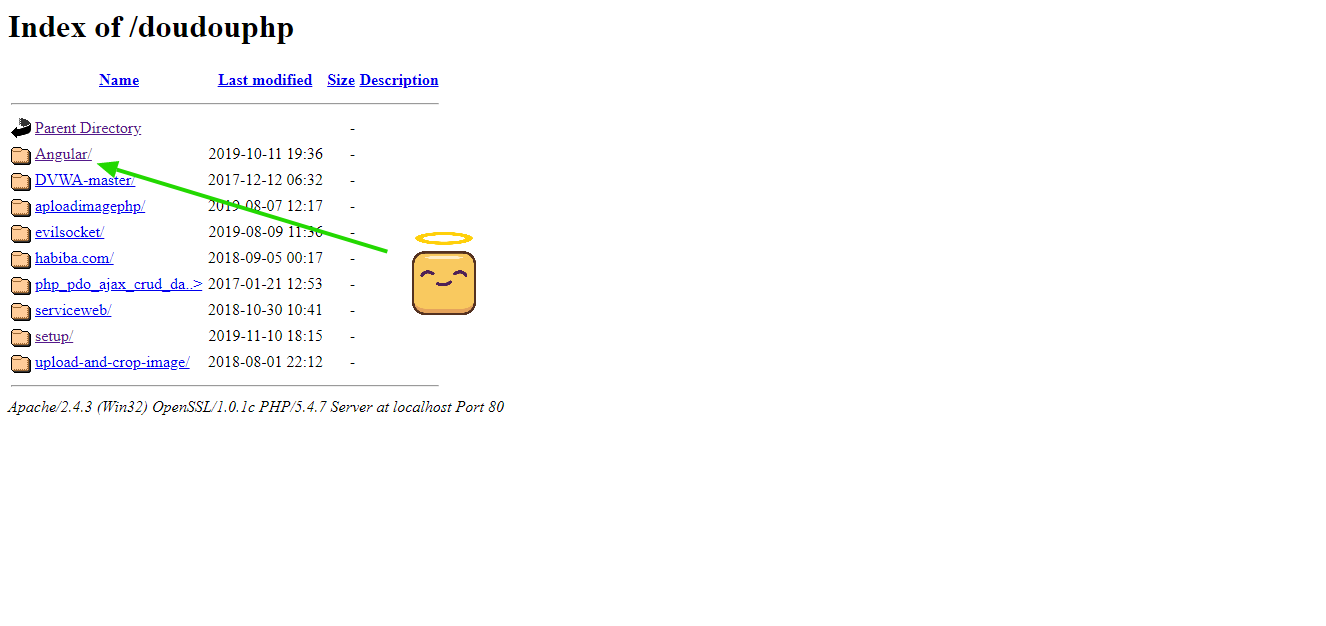 Index of /doudouphp
Name Last modified Size Description
Parent Directory -
Angular/ 2019-10-11 19:36 -
DVWA-master/ 2017-12-12 06:32 -
aploadimagephp/ 2019-08-07 12:17 -
evilsocket/ 2019-08-09 11:36 -
habiba.com/ 2018-09-05 00:17 -
php_pdo_ajax_crud_da..> 2017-01-21 12:53 -
serviceweb/ 2018-10-30 10:41 -
setup/ 2019-11-10 18:15 -
upload-and-crop-image/ 2018-08-01 22:12 -
Apache/2.4.3 (Win32) OpenSSL/1.0.1c PHP/5.4.7 Server at localhost Port 80